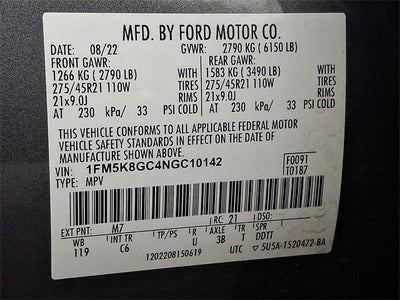 MFD. BY FORD MOTOR CO.
DATE: 08/22 GVWR: 2790 KG ( 6150 LB)
FRONT GAWR: REAR GAWR:
1266 KG ( 2790 LB) WITH 1583 KG ( 3490 LB) WITH
275/45R21 110W TIRES 275/45R21 110W TIRES
21x9.0J RIMS 21x9.0J RIMS
AT 230 kPa/ 33 PSI COLD AT 230 kPa/ 33 PSI COLD
THIS VEHICLE CONFORMS TO ALL APPLICABLE FEDERAL MOTOR
VEHICLE SAFETY STANDARDS IN EFFECT ON THE DATE OF
MANUFACTURE SHOWN ABOVE.
VIN: 1FM5K8GC4NGC10142 F0091
TYPE: MPV T0187
EXT PNT: M7 RC: 21 DSO:
WB INT TR TP/PS R AXLE TR SPR
119 C6 U 3B T DDTT
1202208150619 UTC 5U5A-1520472-BA